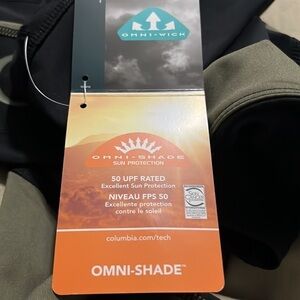 OMNI-WICK
OMNI-SHADE
SUN PROTECTION
50 UPF RATED
Excellent Sun Protection
NIVEAU FPS 50
Excellente protection
contre le soleil
columbia.com/tech
OMNI-SHADE™